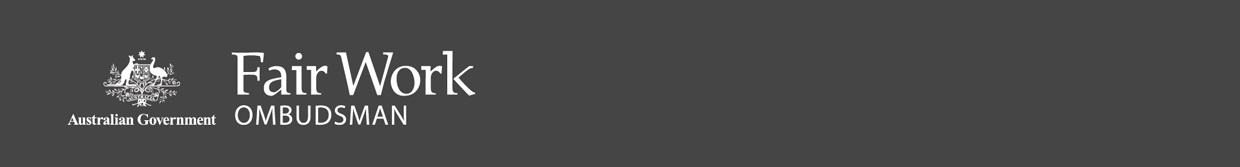 Australian Government
Fair Work
OMBUDSMAN